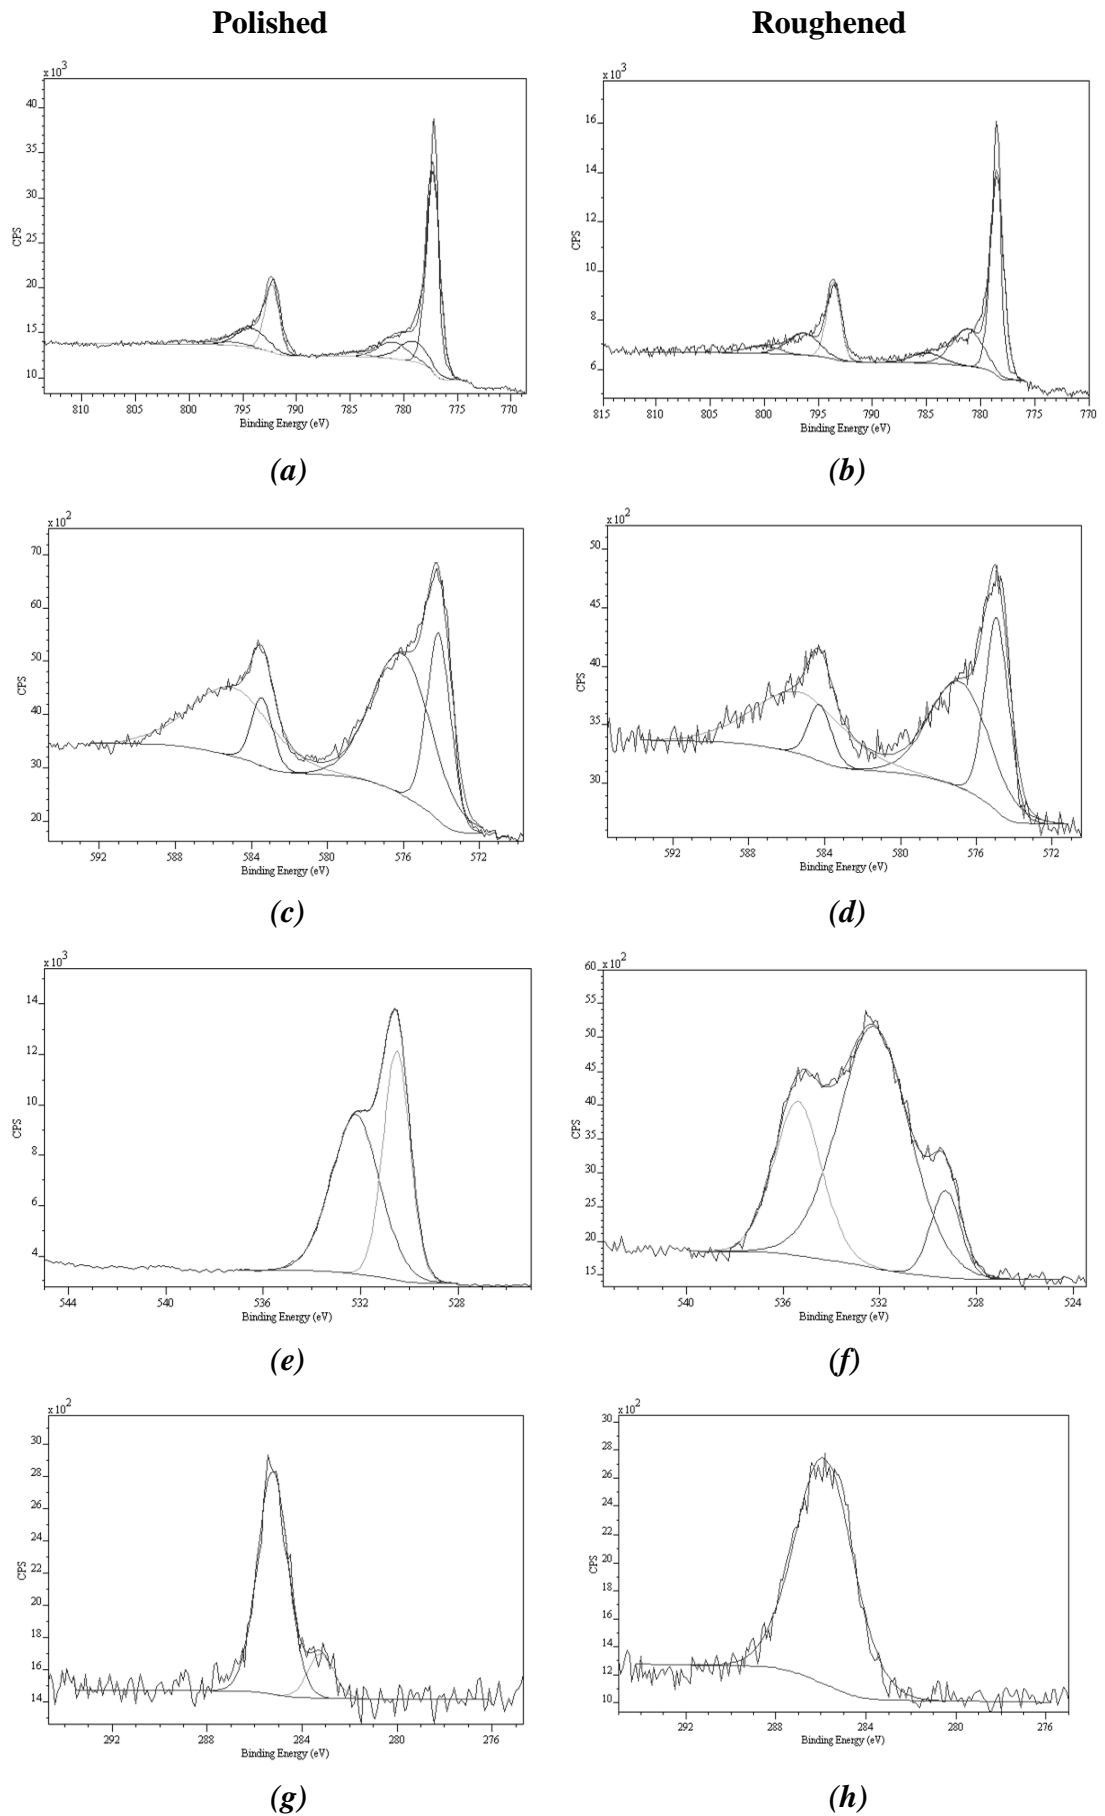 Polished Roughened
x 10^3
40
35
30
25
20
15
10
CPS
810 805 800 795 790 785 780 775 770
Binding Energy (eV)
(a)
x 10^3
16
14
12
10
8
6
CPS
815 810 805 800 795 790 785 780 775 770
Binding Energy (eV)
(b)
x 10^2
70
60
50
40
30
20
CPS
592 588 584 580 576 572
Binding Energy (eV)
(c)
x 10^2
50
45
40
35
30
CPS
592 588 584 580 576 572
Binding Energy (eV)
(d)
x 10^3
14
12
10
8
6
4
CPS
544 540 536 532 528
Binding Energy (eV)
(e)
x 10^2
60
55
50
45
40
35
30
25
20
15
CPS
540 536 532 528 524
Binding Energy (eV)
(f)
x 10^2
30
28
26
24
22
20
18
16
14
CPS
292 288 284 280 276
Binding Energy (eV)
(g)
x 10^2
30
28
26
24
22
20
18
16
14
12
10
CPS
292 288 284 280 276
Binding Energy (eV)
(h)